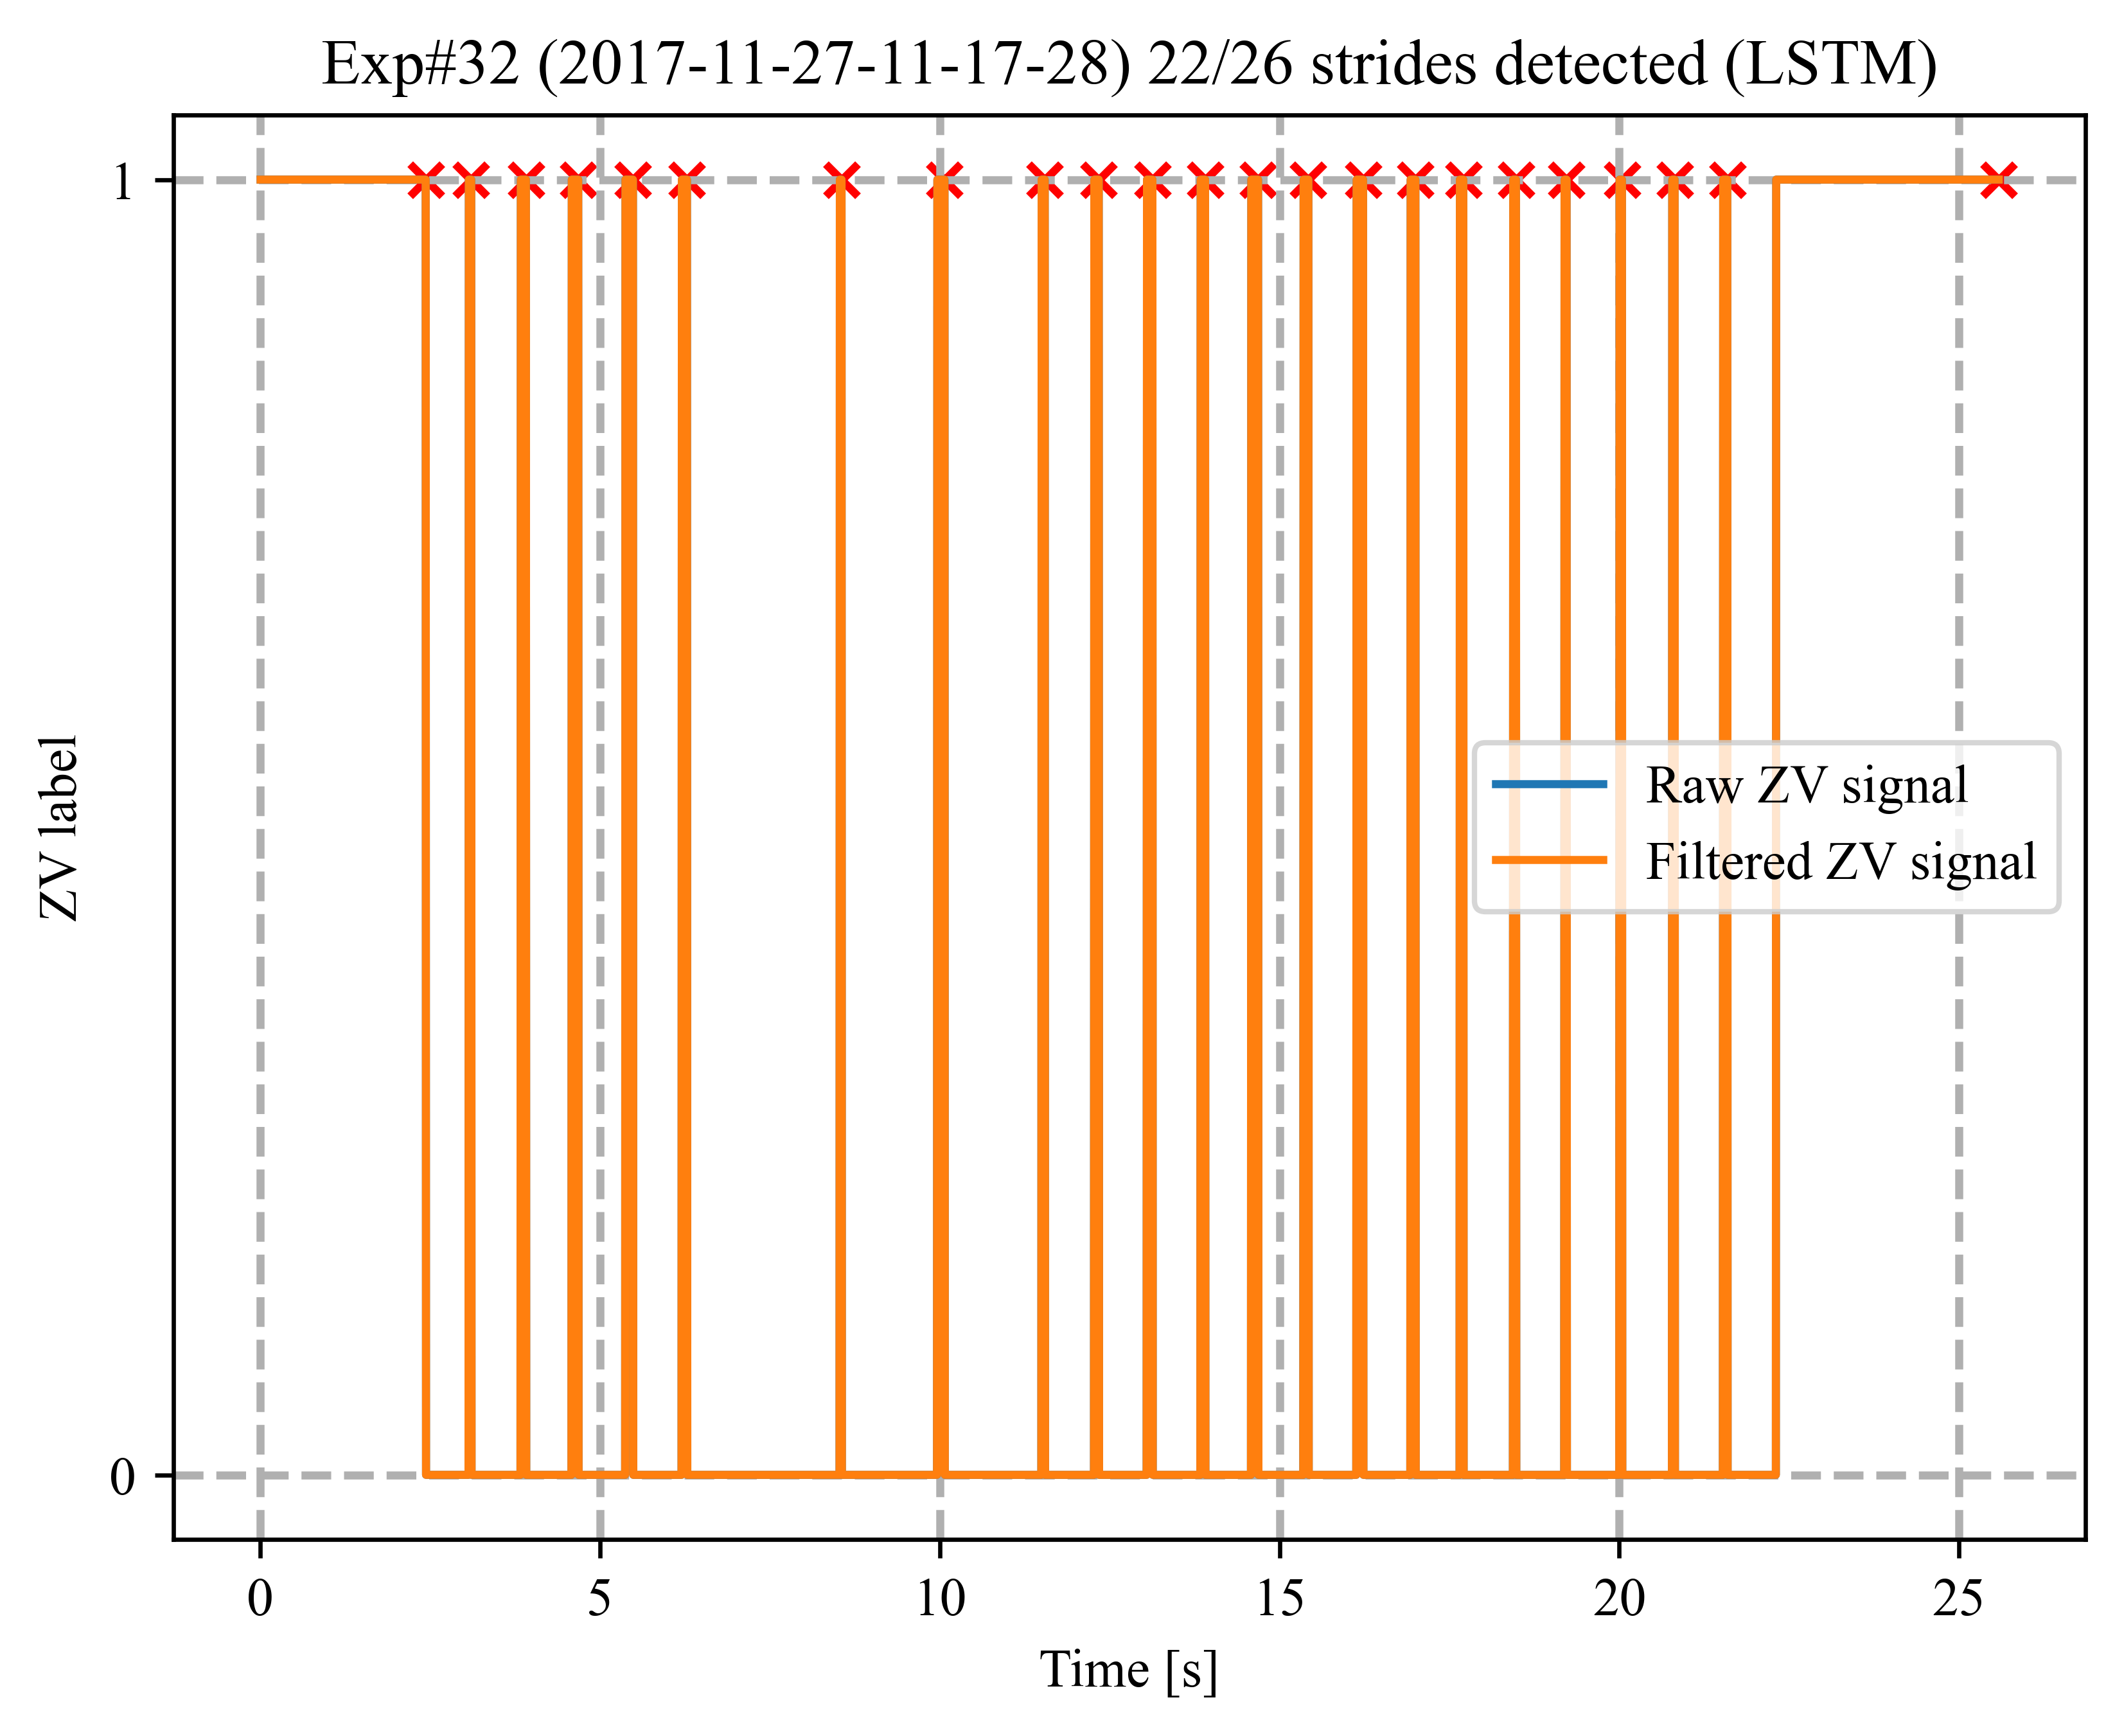 Exp#32 (2017-11-27-11-17-28) 22/26 strides detected (LSTM)
1
ZV label
Raw ZV signal
Filtered ZV signal
0
0 5 10 15 20 25
Time [s]